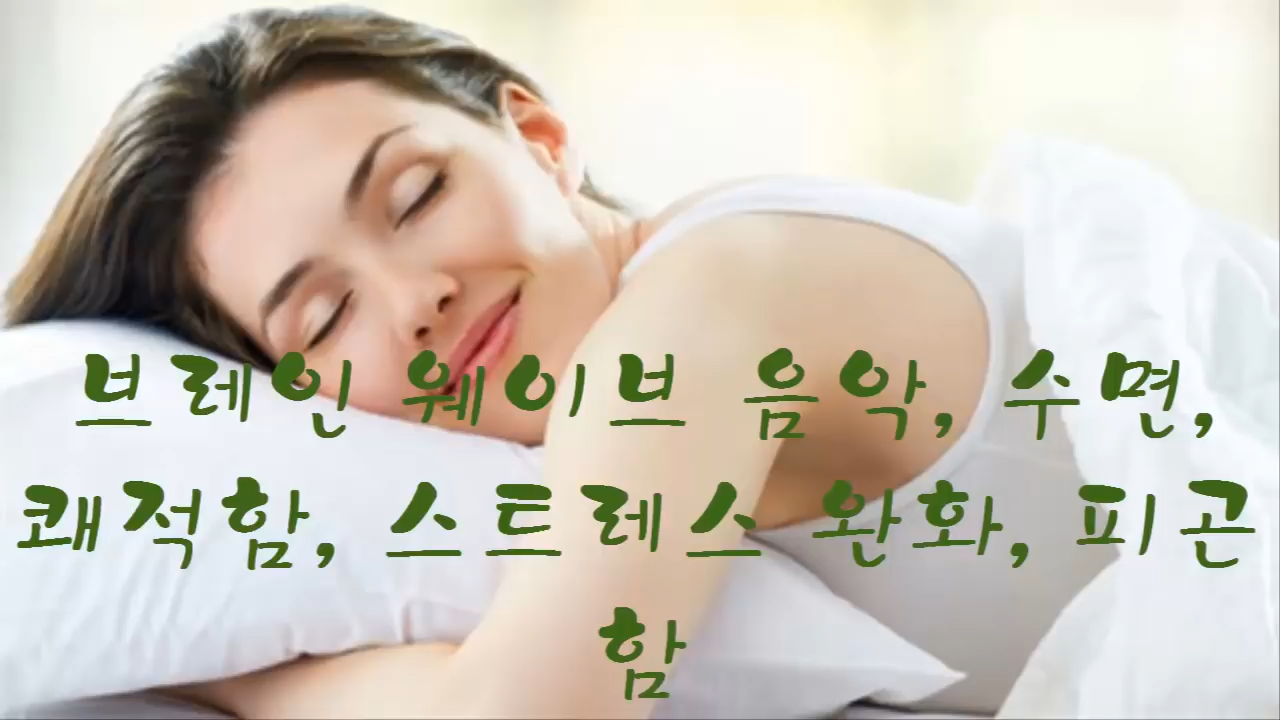 브레인 웨이브 음악, 수면,
쾌적함, 스트레스 완화, 피곤
함